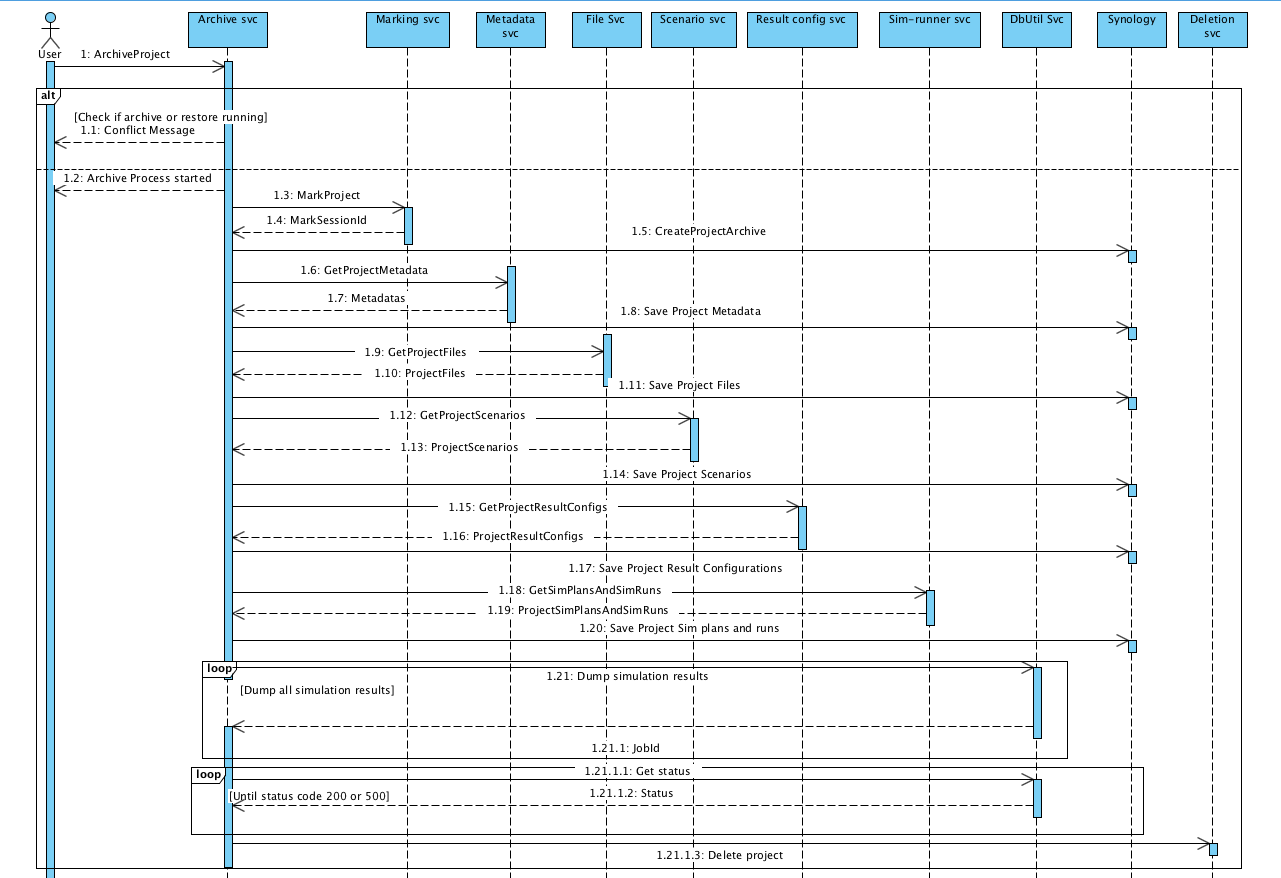 Archive svc
Marking svc
Metadata
svc
File Svc
Scenario svc
Result config svc
Sim-runner svc
DbUtil Svc
Synology
Deletion
svc
User
1: ArchiveProject
alt
[Check if archive or restore running]
1.1: Conflict Message
1.2: Archive Process started
1.3: MarkProject
1.4: MarkSessionId
1.5: CreateProjectArchive
1.6: GetProjectMetadata
1.7: Metadatas
1.8: Save Project Metadata
1.9: GetProjectFiles
1.10: ProjectFiles
1.11: Save Project Files
1.12: GetProjectScenarios
1.13: ProjectScenarios
1.14: Save Project Scenarios
1.15: GetProjectResultConfigs
1.16: ProjectResultConfigs
1.17: Save Project Result Configurations
1.18: GetSimPlansAndSimRuns
1.19: ProjectSimPlansAndSimRuns
1.20: Save Project Sim plans and runs
loop
1.21: Dump simulation results
[Dump all simulation results]
1.21.1: JobId
loop
1.21.1.1: Get status
[Until status code 200 or 500]
1.21.1.2: Status
1.21.1.3: Delete project